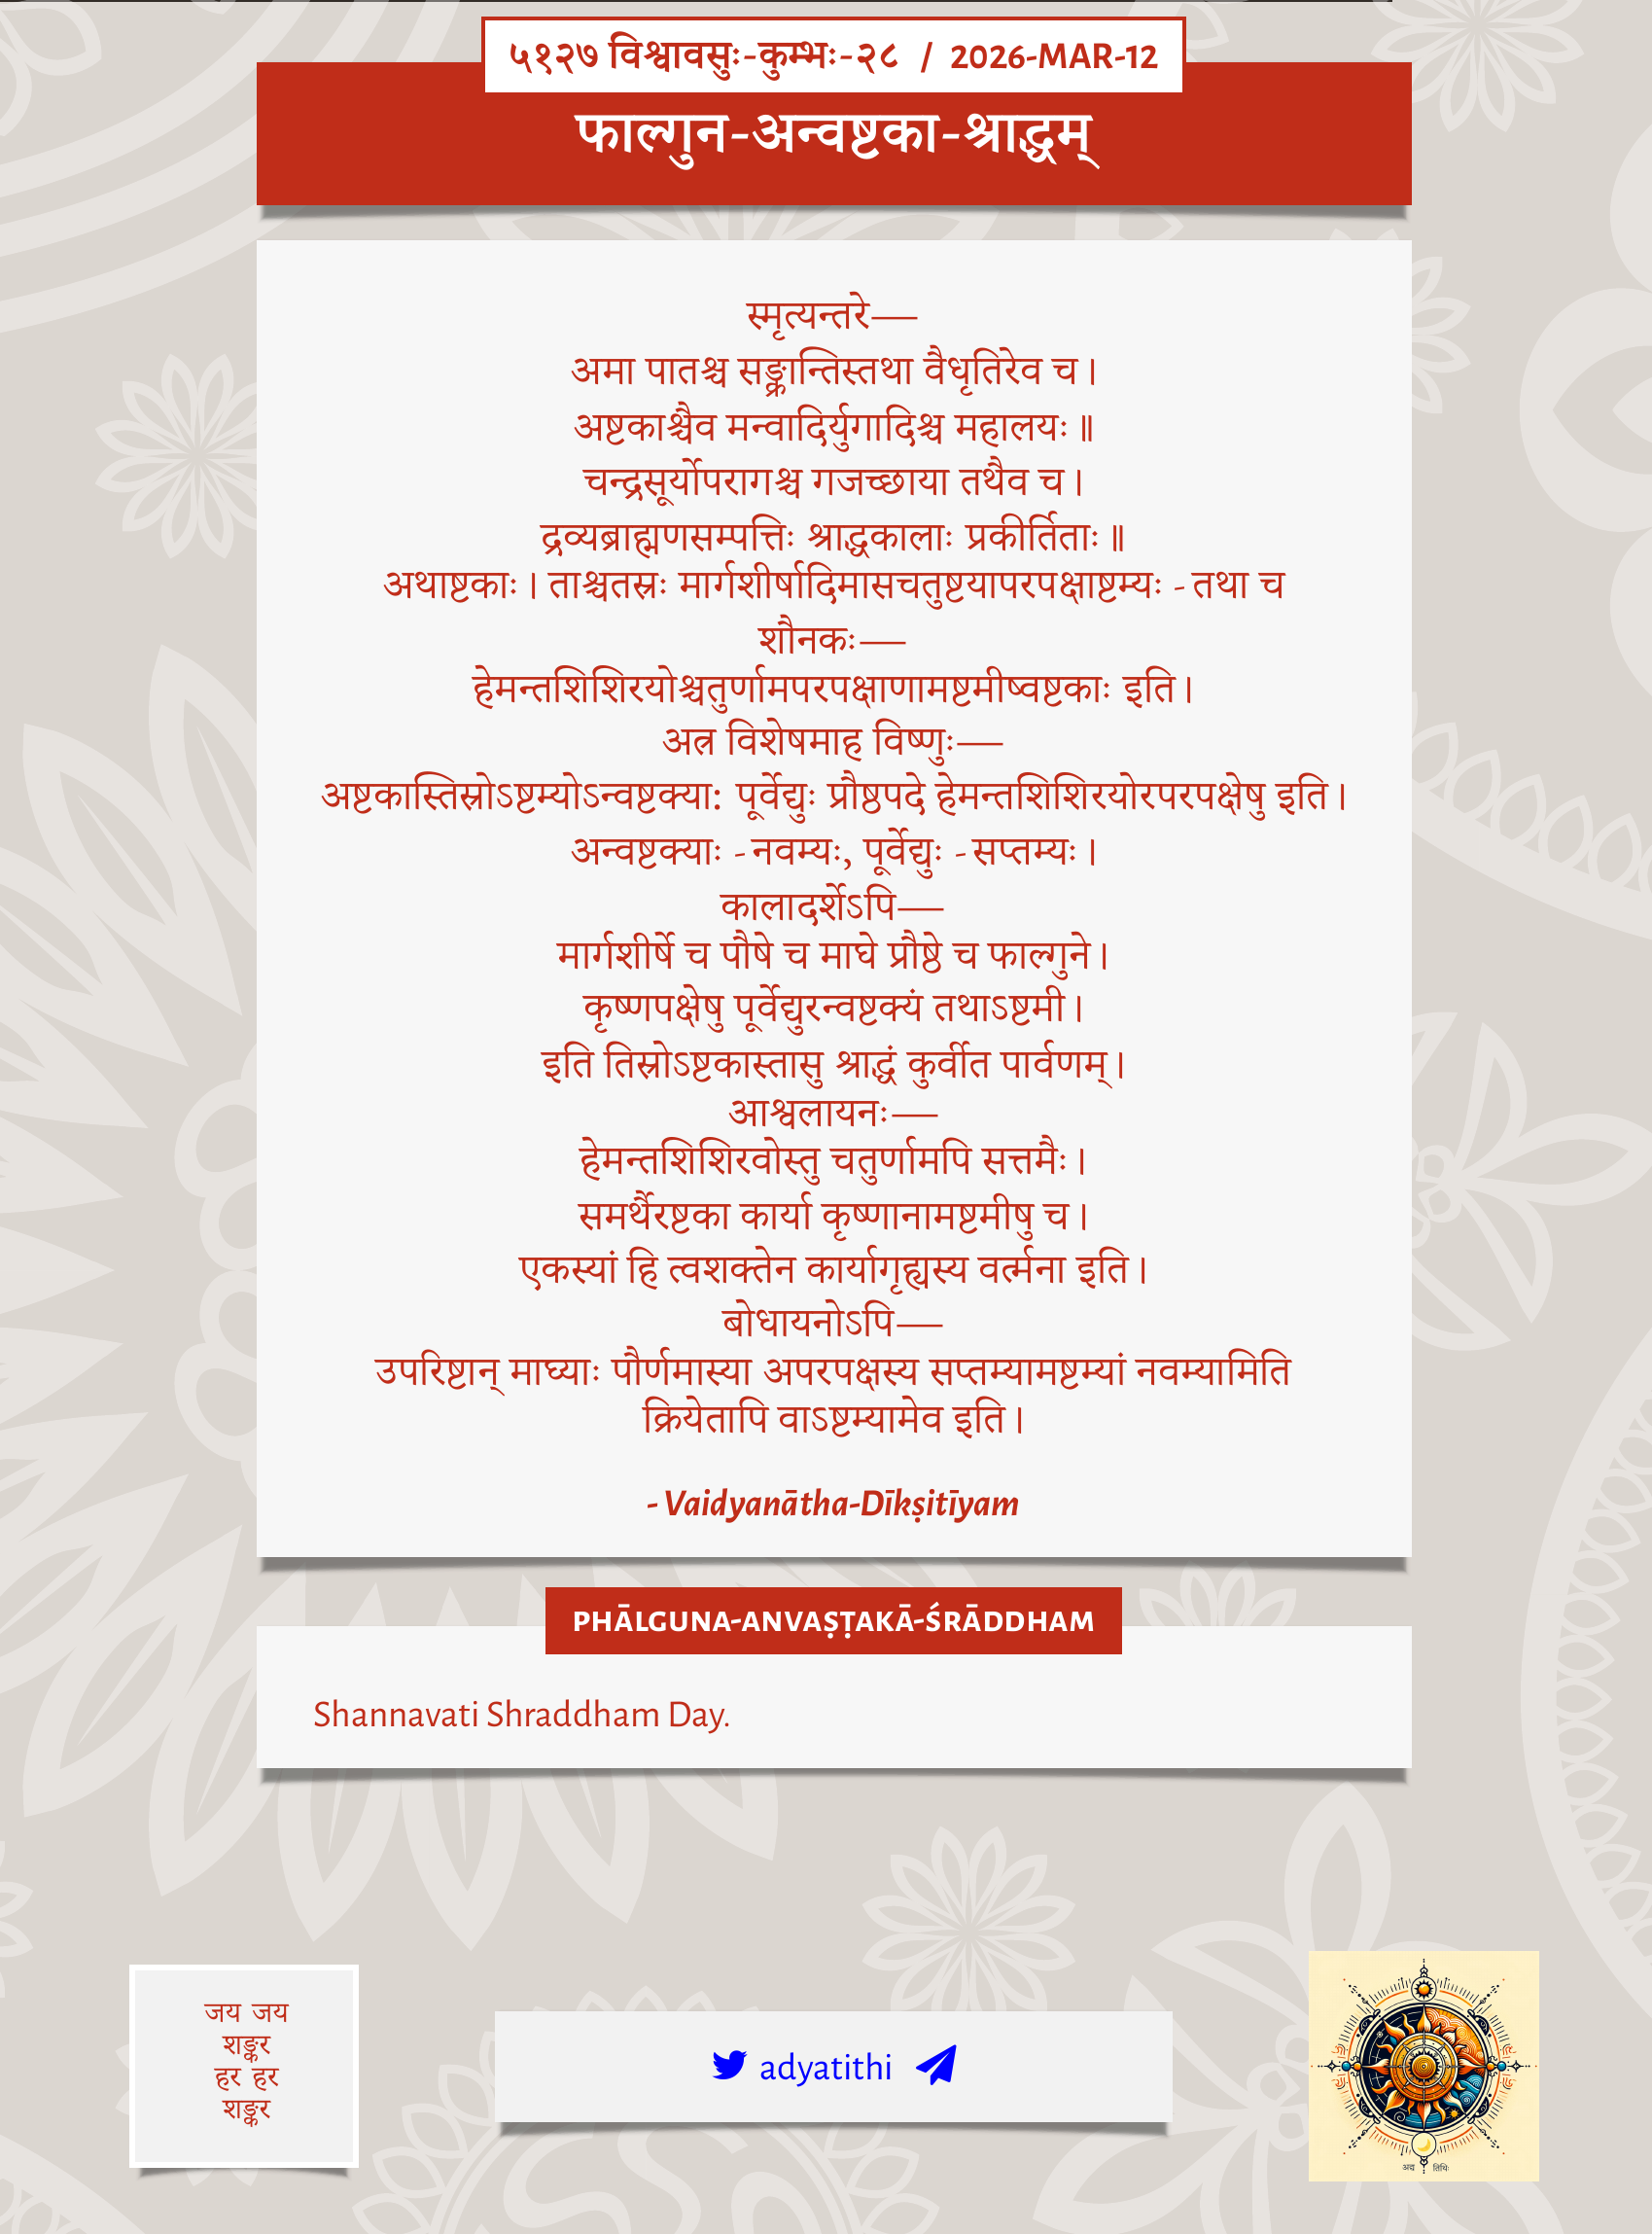 ५१२७ विश्वावसुः-कुम्भः-२८ / 2026-MAR-12
फाल्गुन-अन्वष्टका-श्राद्धम्
स्मृत्यन्तरे—
अमा पातश्च सङ्क्रान्तिस्तथा वैधृतिरेव च।
अष्टकाश्चैव मन्वादिर्युगादिश्च महालयः॥
चन्द्रसूर्योपरागश्च गजच्छाया तथैव च।
द्रव्यब्राह्मणसम्पत्तिः श्राद्धकालाः प्रकीर्तिताः॥
अथाष्टकाः। ताश्चतस्रः मार्गशीर्षादिमासचतुष्टयापरपक्षाष्टम्यः - तथा च
शौनकः—
हेमन्तशिशिरयोश्चतुर्णामपरपक्षाणामष्टमीष्वष्टकाः इति।
अत्र विशेषमाह विष्णुः—
अष्टकास्तिस्रोऽष्टम्योऽन्वष्टक्या: पूर्वेद्युः प्रौष्ठपदे हेमन्तशिशिरयोरपरपक्षेषु इति।
अन्वष्टक्याः - नवम्यः, पूर्वेद्युः - सप्तम्यः।
कालादर्शेऽपि—
मार्गशीर्षे च पौषे च माघे प्रौष्ठे च फाल्गुने।
कृष्णपक्षेषु पूर्वेद्युरन्वष्टक्यं तथाऽष्टमी।
इति तिस्रोऽष्टकास्तासु श्राद्धं कुर्वीत पार्वणम्।
आश्वलायनः—
हेमन्तशिशिरवोस्तु चतुर्णामपि सत्तमैः।
समर्थैरष्टका कार्या कृष्णानामष्टमीषु च।
एकस्यां हि त्वशक्तेन कार्यागृह्यस्य वर्त्मना इति।
बोधायनोऽपि—
उपरिष्टान् माघ्याः पौर्णमास्या अपरपक्षस्य सप्तम्यामष्टम्यां नवम्यामिति
क्रियेतापि वाऽष्टम्यामेव इति।
- Vaidyanātha-Dīkṣitīyam
PHĀLGUNA-ANVAṢṬAKĀ-ŚRĀDDHAM
Shannavati Shraddham Day.
जय जय
शङ्कर
हर हर
शङ्कर
adyatithi
अद्य तिथिः